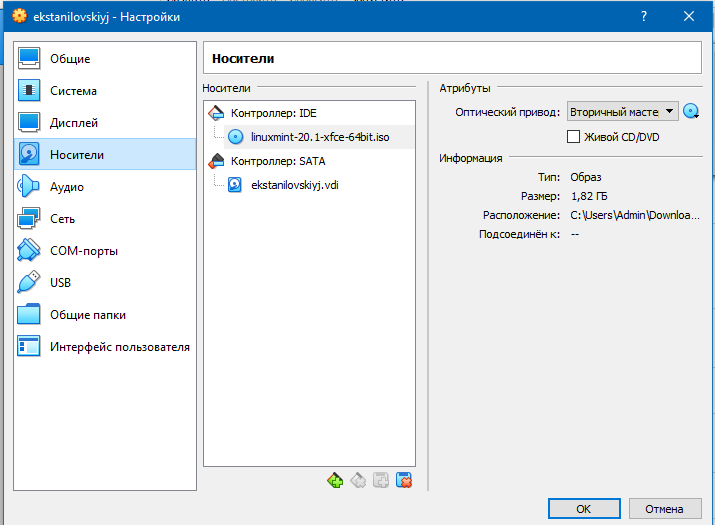 ekstanilovskiyj - Настройки
Общие
Система
Дисплей
Носители
Аудио
Сеть
COM-порты
USB
Общие папки
Интерфейс пользователя
Носители
Носители
Контроллер: IDE
linuxmint-20.1-xfce-64bit.iso
Контроллер: SATA
ekstanilovskiyj.vdi
Атрибуты
Оптический привод: Вторичный масте
Живой CD/DVD
Информация
Тип: Образ
Размер: 1,82 ГБ
Расположение: C:\Users\Admin\Downloa...
Подсоединён к: --
OK
Отмена